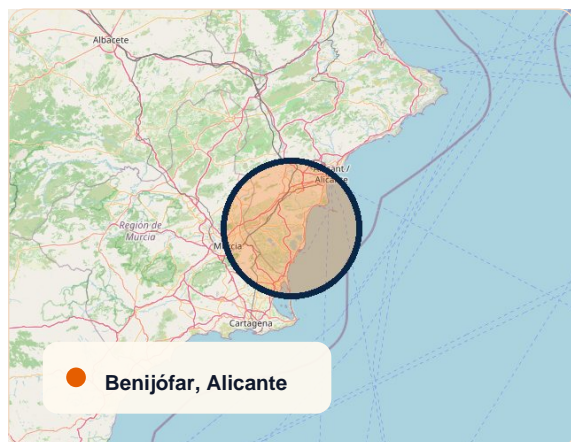 Albacete
Alacant /
Alicante
Región de
Murcia
Murcia
Cartagena
Benijófar, Alicante